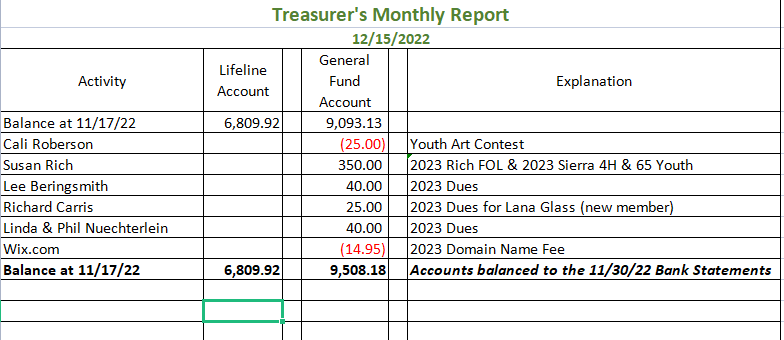 Treasurer's Monthly Report
12/15/2022
Activity Lifeline Account General Fund Account Explanation
Balance at 11/17/22 6,809.92 9,093.13
Cali Roberson (25.00) Youth Art Contest
Susan Rich 350.00 2023 Rich FOL & 2023 Sierra 4H & 65 Youth
Lee Beringsmith 40.00 2023 Dues
Richard Carris 25.00 2023 Dues for Lana Glass (new member)
Linda & Phil Nuechterlein 40.00 2023 Dues
Wix.com (14.95) 2023 Domain Name Fee
Balance at 11/17/22 6,809.92 9,508.18 Accounts balanced to the 11/30/22 Bank Statements